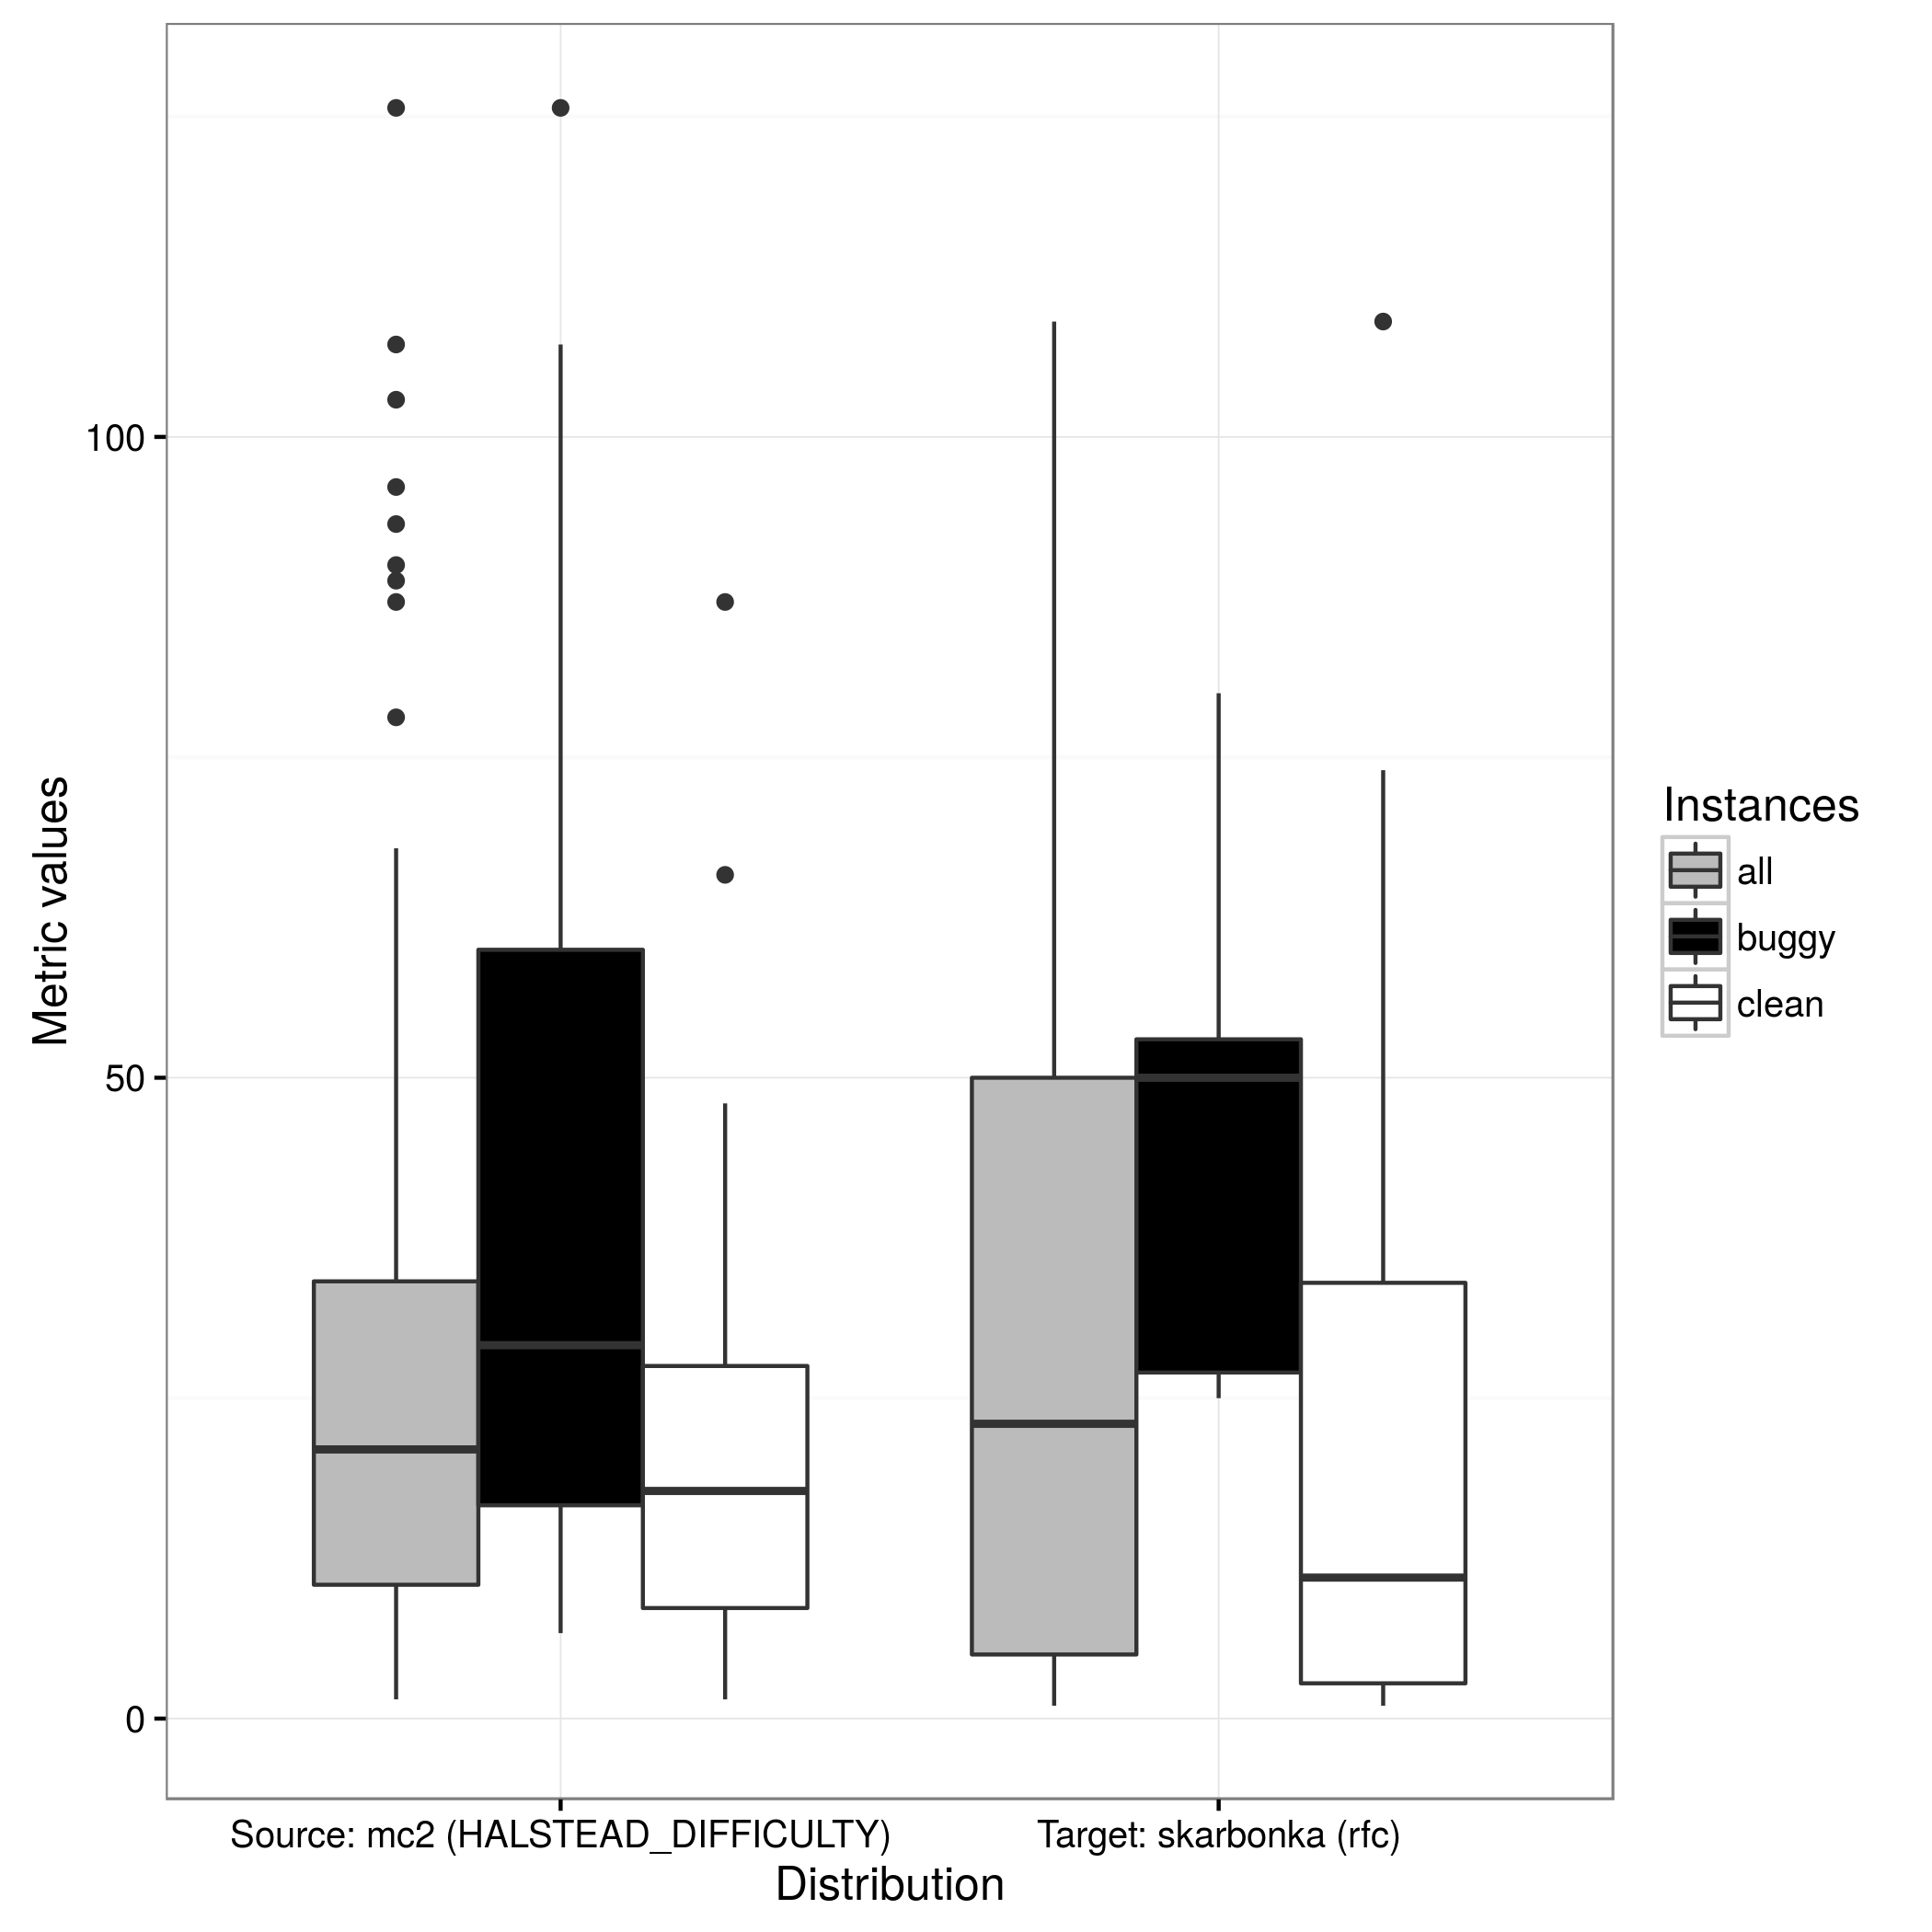 100
50
0
Metric values
Source: mc2 (HALSTEAD_DIFFICULTY)
Target: skarbonka (rfc)
Distribution
Instances
all
buggy
clean